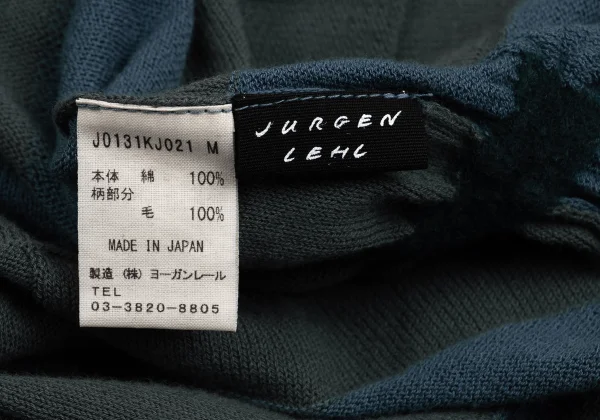 J0131KJ021 M
本体 綿 100%
柄部分
毛 100%
MADE IN JAPAN
製造 (株) ヨーガンレール
TEL
03-3820-8805
JURGEN
LEHL